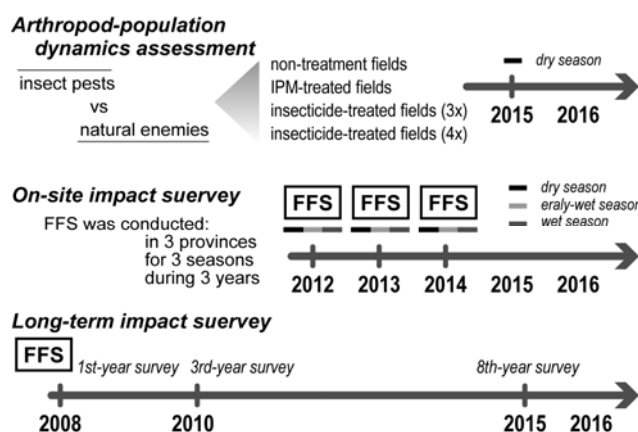 Arthropod-population
dynamics assessment
insect pests
vs
natural enemies
non-treatment fields
IPM-treated fields
insecticide-treated fields (3x)
insecticide-treated fields (4x)
dry season
2015 2016
On-site impact suervey
FFS was conducted:
in 3 provinces
for 3 seasons
during 3 years
FFS FFS FFS
dry season
eraly-wet season
wet season
2012 2013 2014 2015 2016
Long-term impact suervey
FFS
1st-year survey 3rd-year survey 8th-year survey
2008 2010 2015 2016